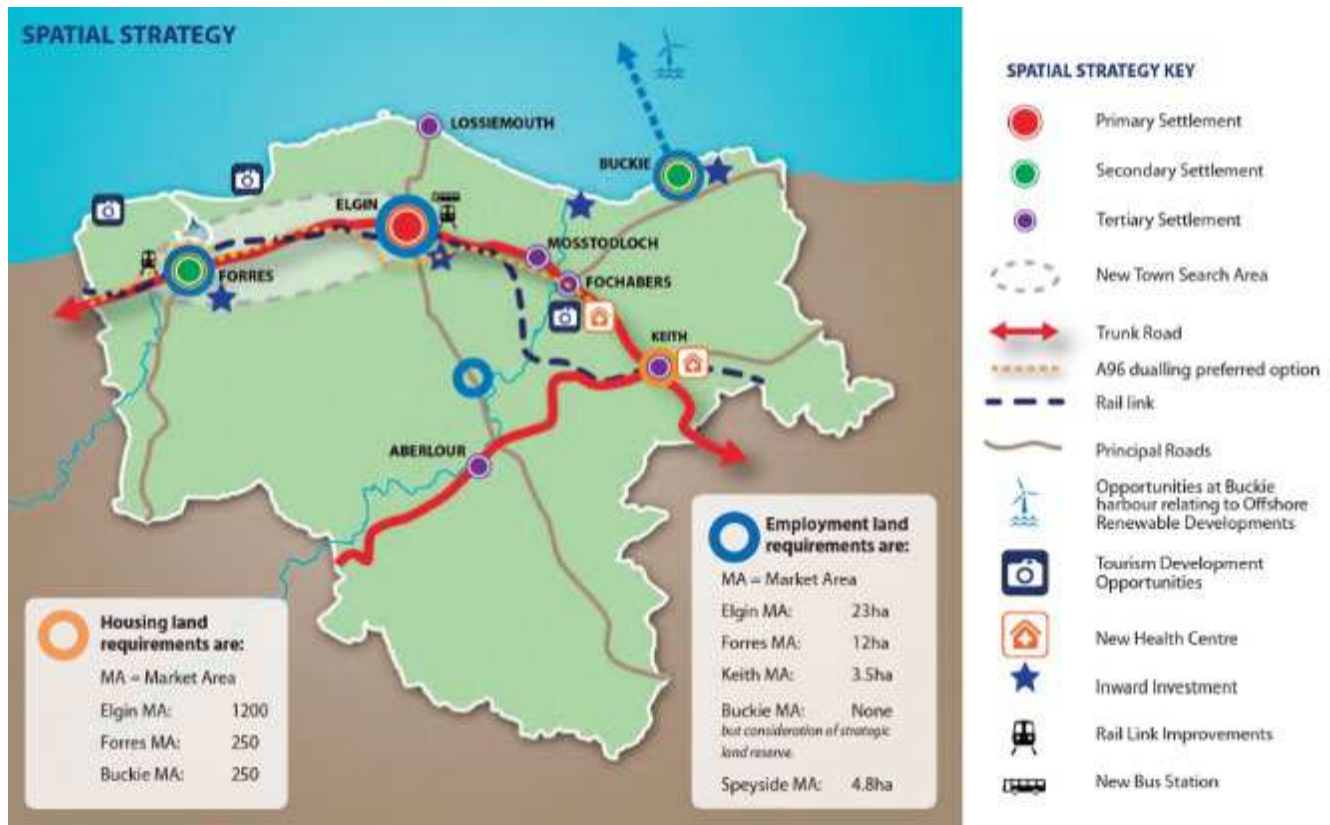 SPATIAL STRATEGY
LOSSIEMOUTH
BUCKIE
ELGIN
MOSSTODLOCH
FORRES
FOCHABERS
KEITH
ABERLOUR
Housing land
requirements are:
MA = Market Area
Elgin MA: 1200
Forres MA: 250
Buckie MA: 250
Employment land
requirements are:
MA = Market Area
Elgin MA: 23ha
Forres MA: 12ha
Keith MA: 3.5ha
Buckie MA: None
but consideration of strategic
land reserve.
Speyside MA: 4.8ha
SPATIAL STRATEGY KEY
Primary Settlement
Secondary Settlement
Tertiary Settlement
New Town Search Area
Trunk Road
A96 dualling preferred option
Rail link
Principal Roads
Opportunities at Buckie
harbour relating to Offshore
Renewable Developments
Tourism Development
Opportunities
New Health Centre
Inward Investment
Rail Link Improvements
New Bus Station